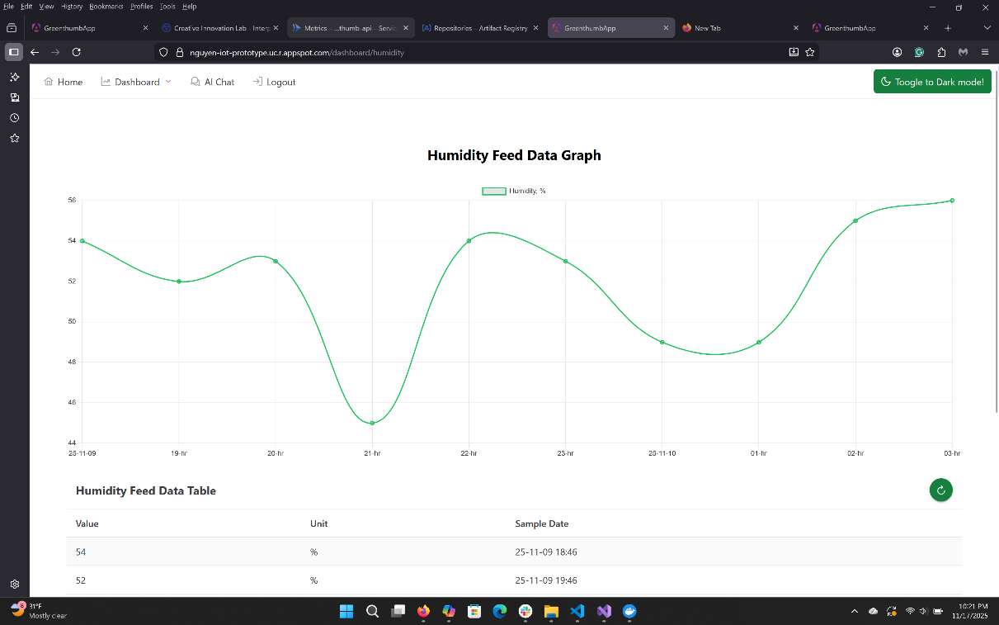 File Edit View History Bookmarks Profiles Tools Help
GreenthumbApp
Creative Innovation Lab - Interp
Metrics – ...thumb-api – Servic
Repositories – Artifact Registry
GreenthumbApp
New Tab
GreenthumbApp
nguyen-iot-prototype.uc.r.appspot.com/dashboard/humidity
Home
Dashboard
AI Chat
Logout
Toogle to Dark mode!
Humidity Feed Data Graph
Humidity, %
56
54
52
50
48
46
44
25-11-09 19-hr 20-hr 21-hr 22-hr 23-hr 25-11-10 01-hr 02-hr 03-hr
Humidity Feed Data Table
Value Unit Sample Date
54 % 25-11-09 18:46
52 % 25-11-09 19:46
31°F
Mostly clear
10:21 PM
11/17/2025